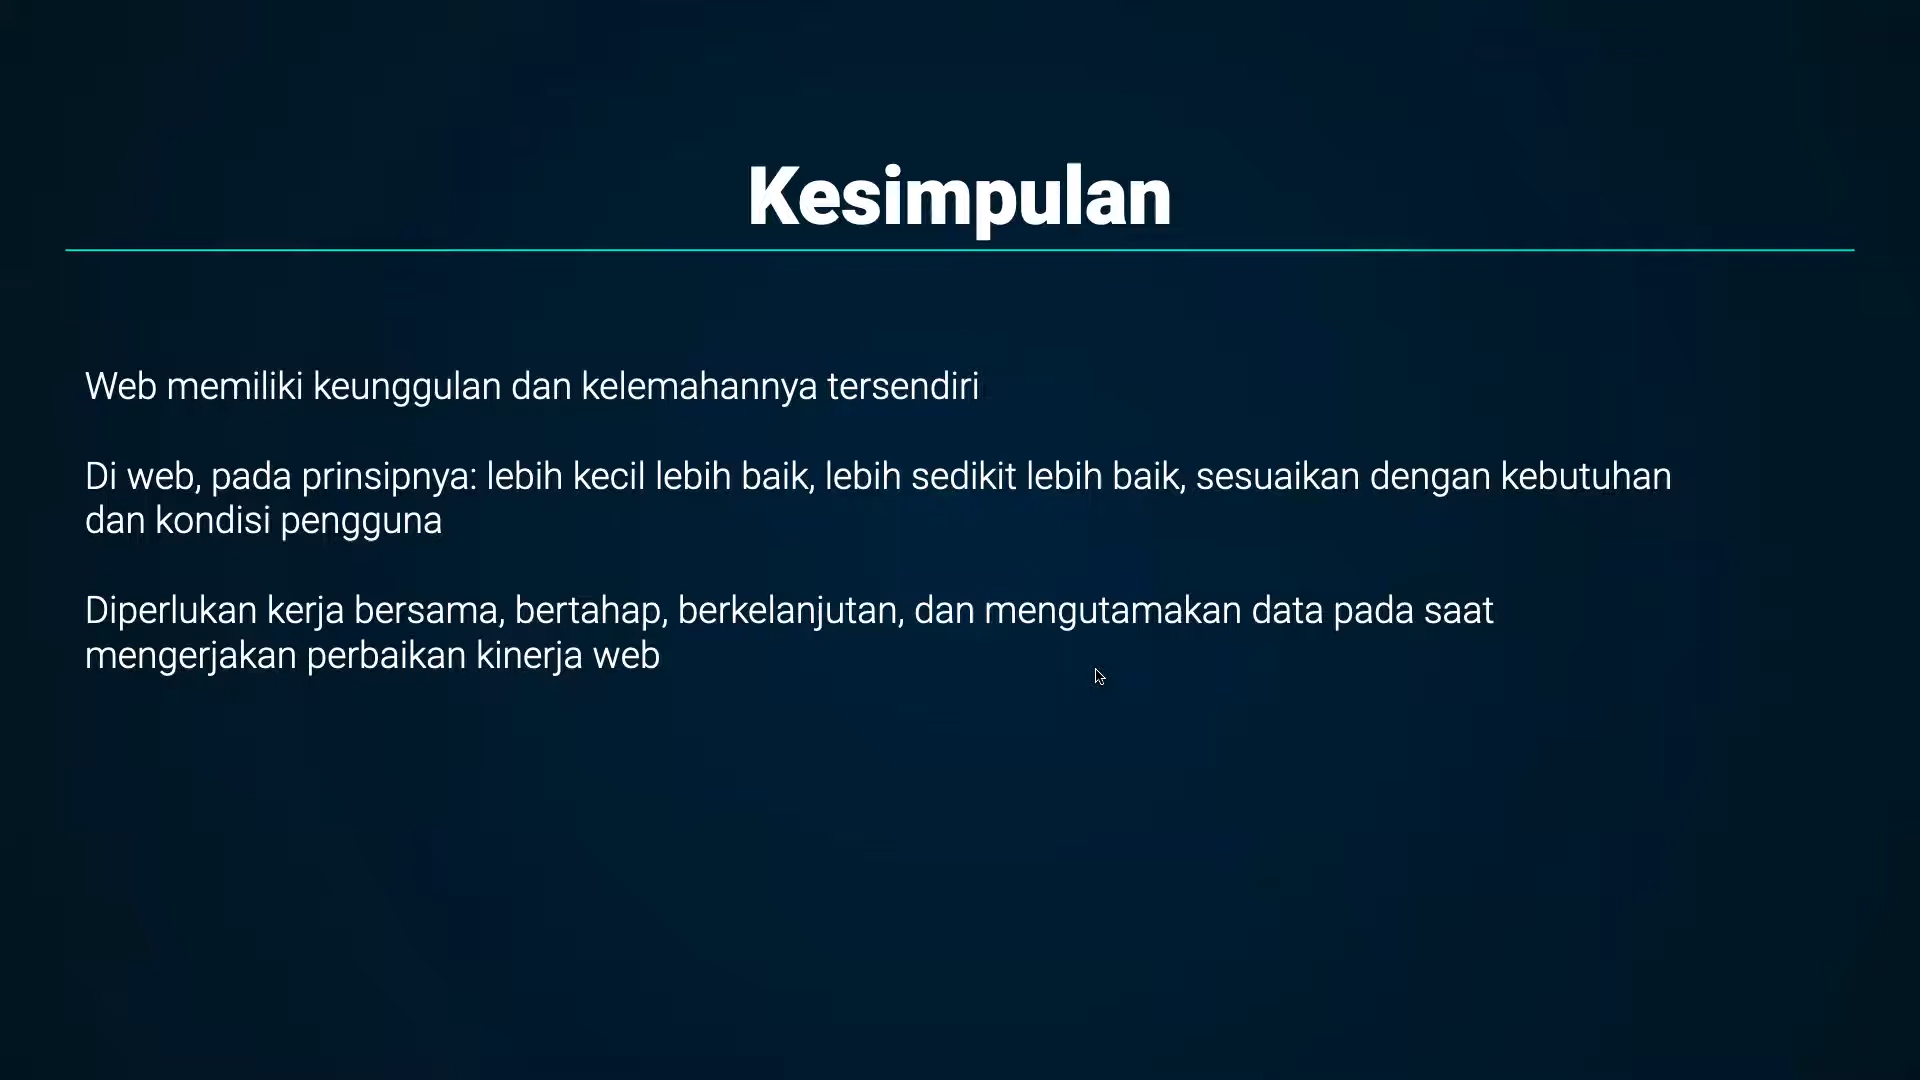 Kesimpulan
Web memiliki keunggulan dan kelemahannya tersendiri
Di web, pada prinsipnya: lebih kecil lebih baik, lebih sedikit lebih baik, sesuaikan dengan kebutuhan
dan kondisi pengguna
Diperlukan kerja bersama, bertahap, berkelanjutan, dan mengutamakan data pada saat
mengerjakan perbaikan kinerja web